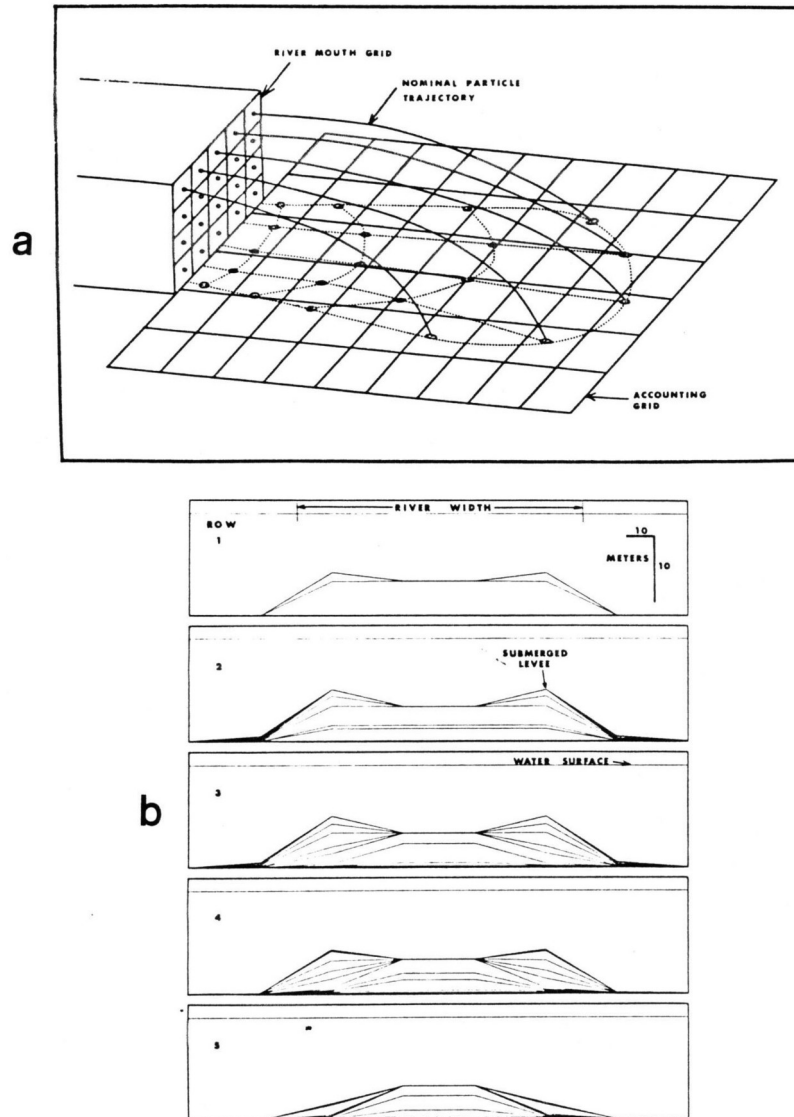 RIVER MOUTH GRID
NOMINAL PARTICLE
TRAJECTORY
a
ACCOUNTING
GRID
RIVER WIDTH
ROW
1
10
METERS
10
2
SUBMERGED
LEVEE
WATER SURFACE
3
b
4
5